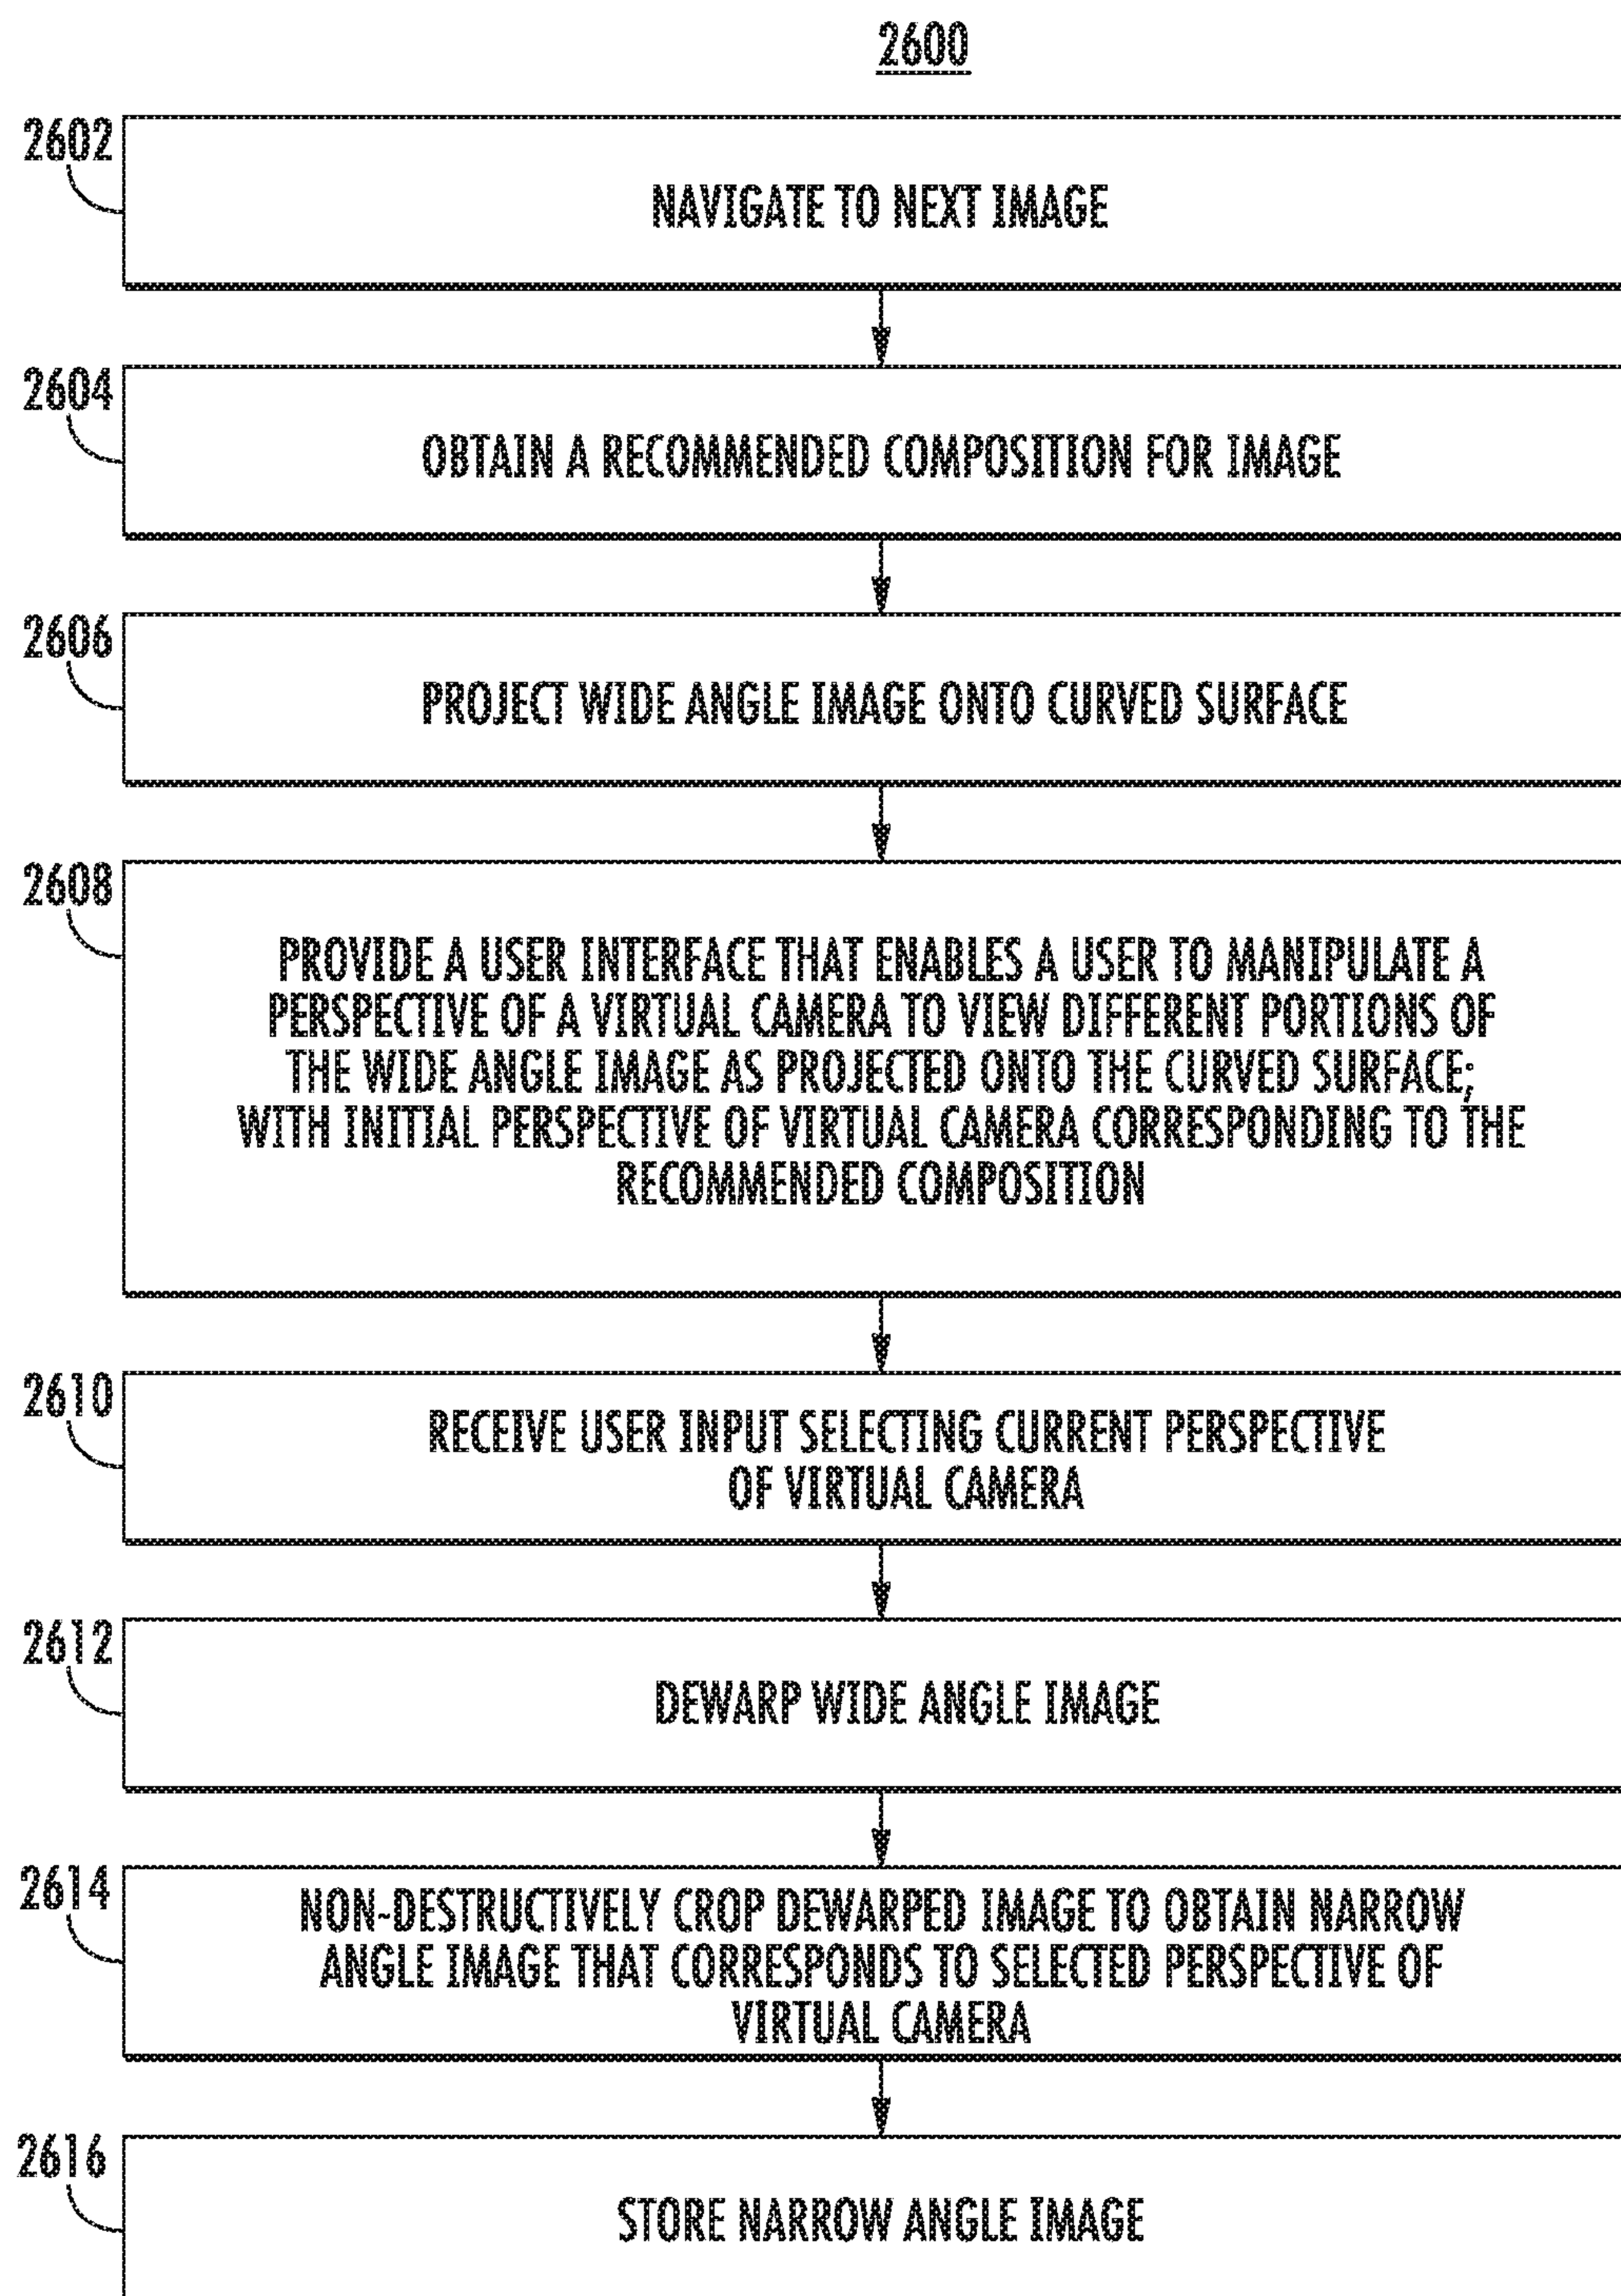 2600
2602
NAVIGATE TO NEXT IMAGE
2604
OBTAIN A RECOMMENDED COMPOSITION FOR IMAGE
2606
PROJECT WIDE ANGLE IMAGE ONTO CURVED SURFACE
2608
PROVIDE A USER INTERFACE THAT ENABLES A USER TO MANIPULATE A
PERSPECTIVE OF A VIRTUAL CAMERA TO VIEW DIFFERENT PORTIONS OF
THE WIDE ANGLE IMAGE AS PROJECTED ONTO THE CURVED SURFACE;
WITH INITIAL PERSPECTIVE OF VIRTUAL CAMERA CORRESPONDING TO THE
RECOMMENDED COMPOSITION
2610
RECEIVE USER INPUT SELECTING CURRENT PERSPECTIVE
OF VIRTUAL CAMERA
2612
DEWARP WIDE ANGLE IMAGE
2614
NON-DESTRUCTIVELY CROP DEWARPED IMAGE TO OBTAIN NARROW
ANGLE IMAGE THAT CORRESPONDS TO SELECTED PERSPECTIVE OF
VIRTUAL CAMERA
2616
STORE NARROW ANGLE IMAGE